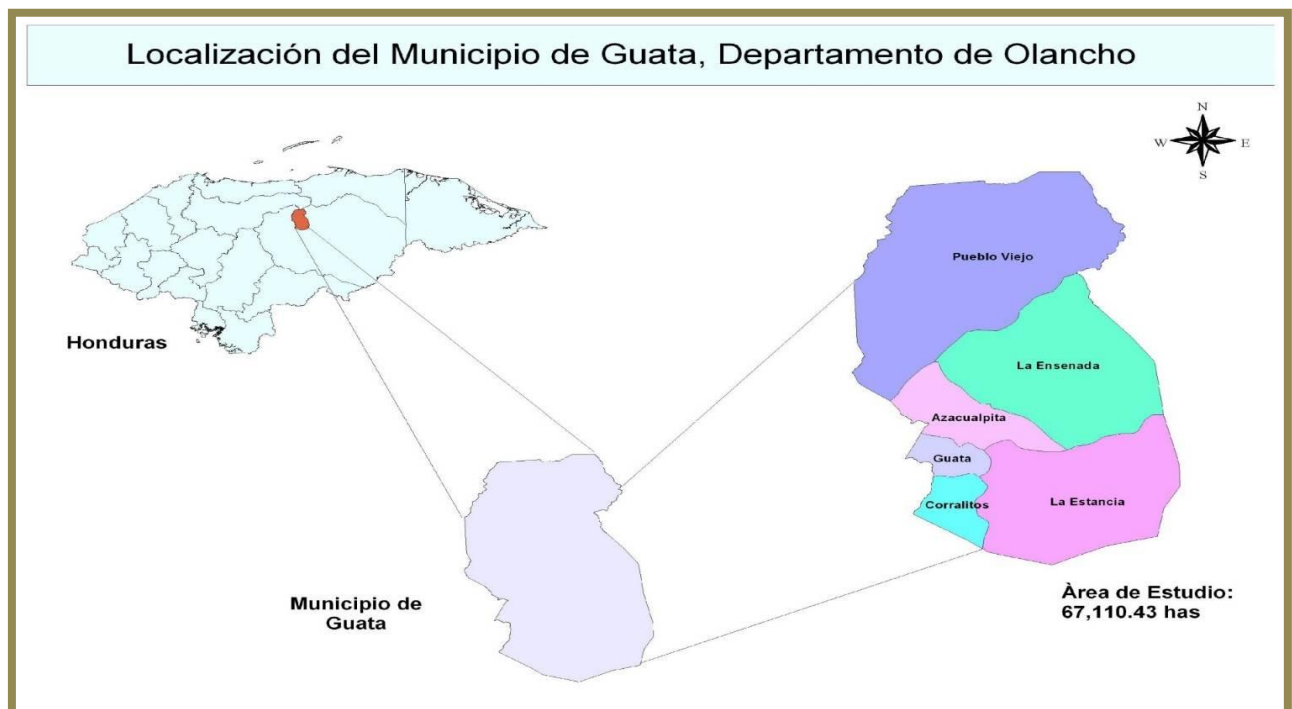 Localización del Municipio de Guata, Departamento de Olancho
N
W
E
S
Honduras
Pueblo Viejo
La Ensenada
Azacualpita
Guata
Corralitos
La Estancia
Municipio de
Guata
Àrea de Estudio:
67,110.43 has